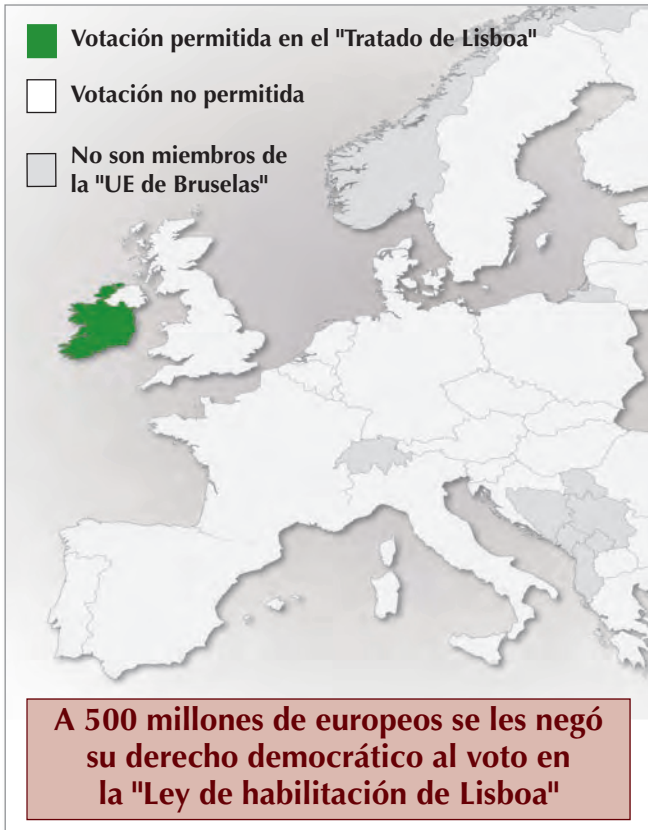 Votación permitida en el "Tratado de Lisboa"
Votación no permitida
No son miembros de
la "UE de Bruselas"
A 500 millones de europeos se les negó
su derecho democrático al voto en
la "Ley de habilitación de Lisboa"